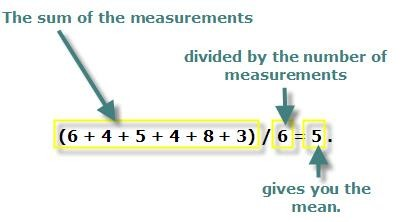 The sum of the measurements
divided by the number of
measurements
(6 + 4 + 5 + 4 + 8 + 3) / 6 = 5 .
gives you the
mean.